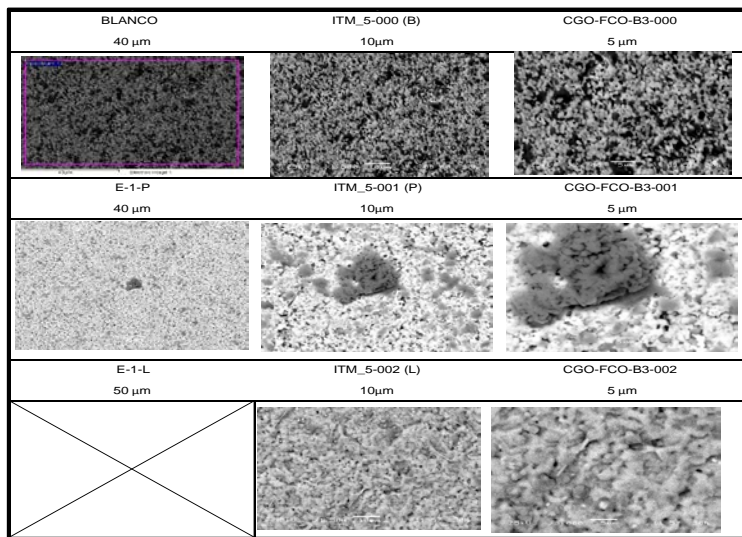 BLANCO ITM_5-000 (B) CGO-FCO-B3-000
40 µm 10µm 5 µm
E-1-P ITM_5-001 (P) CGO-FCO-B3-001
40 µm 10µm 5 µm
E-1-L ITM_5-002 (L) CGO-FCO-B3-002
50 µm 10µm 5 µm